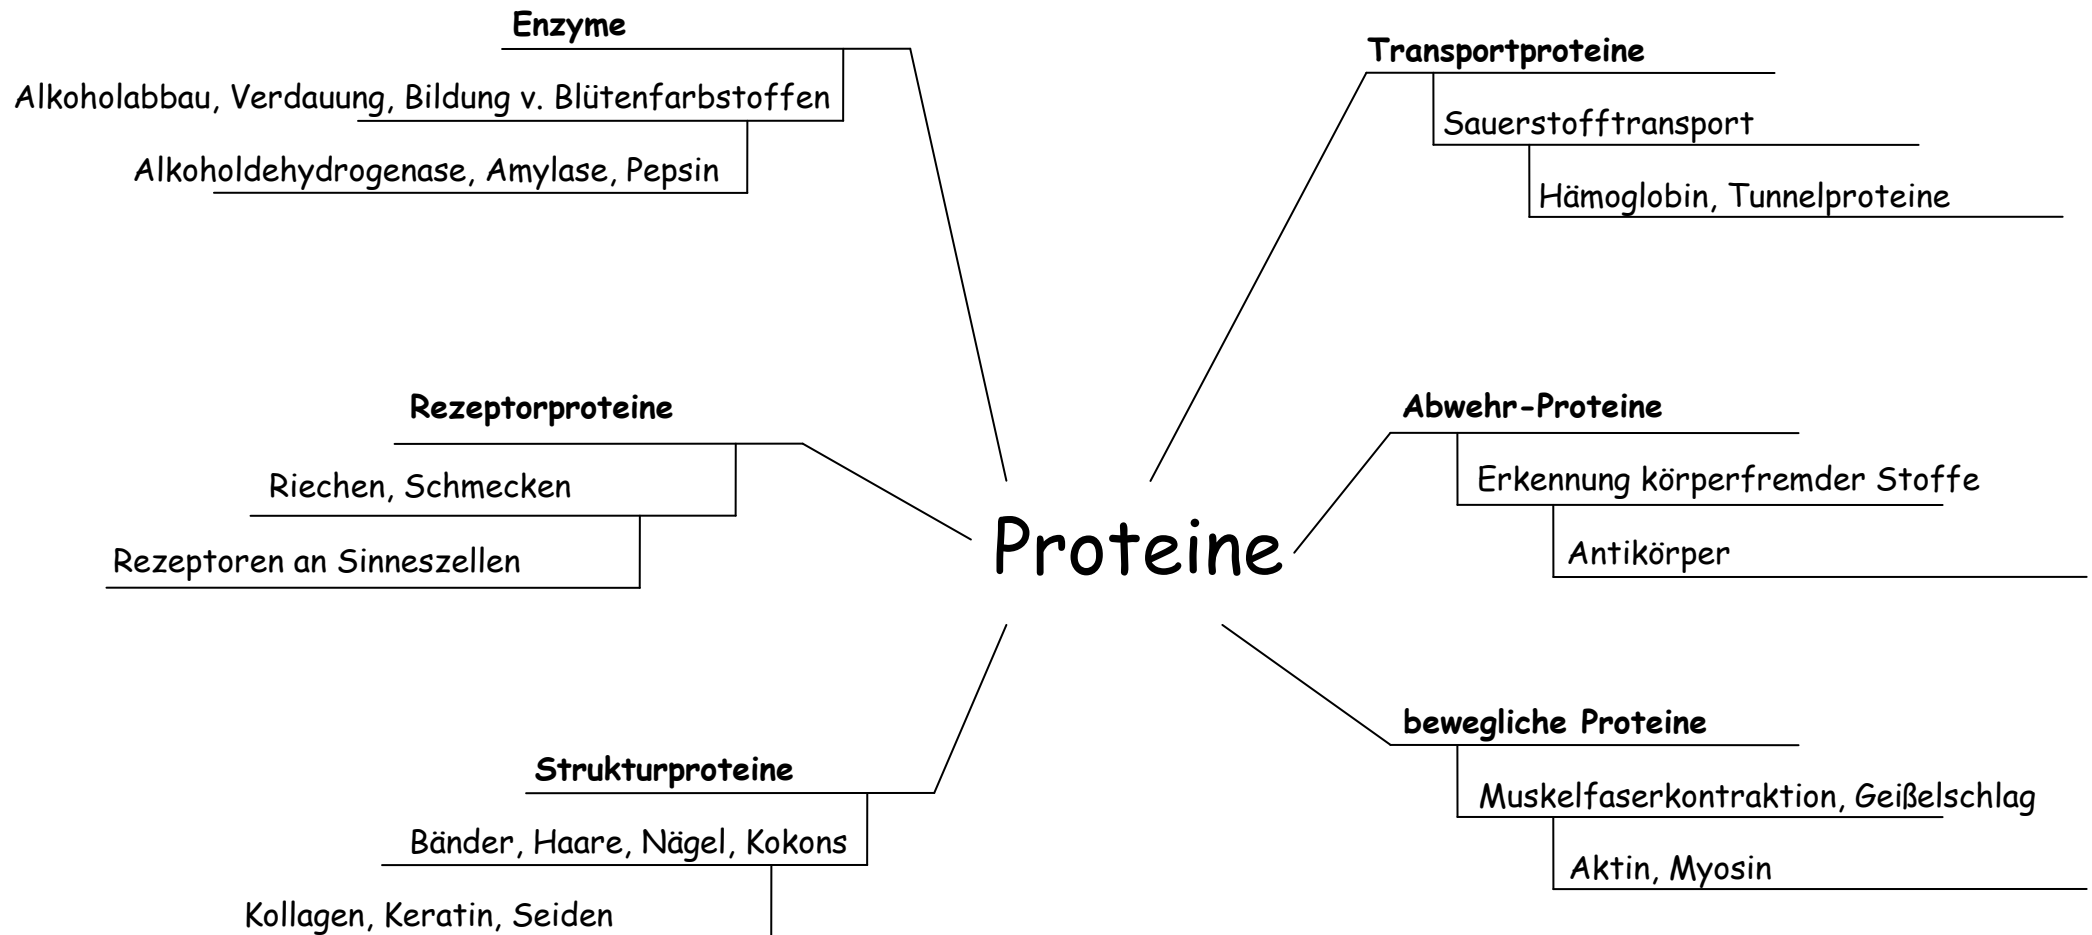 Enzyme
Alkoholabbau, Verdauung, Bildung v. Blütenfarbstoffen
Alkoholdehydrogenase, Amylase, Pepsin
Transportproteine
Sauerstofftransport
Hämoglobin, Tunnelproteine
Rezeptorproteine
Riechen, Schmecken
Rezeptoren an Sinneszellen
Proteine
Abwehr-Proteine
Erkennung körperfremder Stoffe
Antikörper
Strukturproteine
Bänder, Haare, Nägel, Kokons
Kollagen, Keratin, Seiden
bewegliche Proteine
Muskelfaserkontraktion, Geißelschlag
Aktin, Myosin